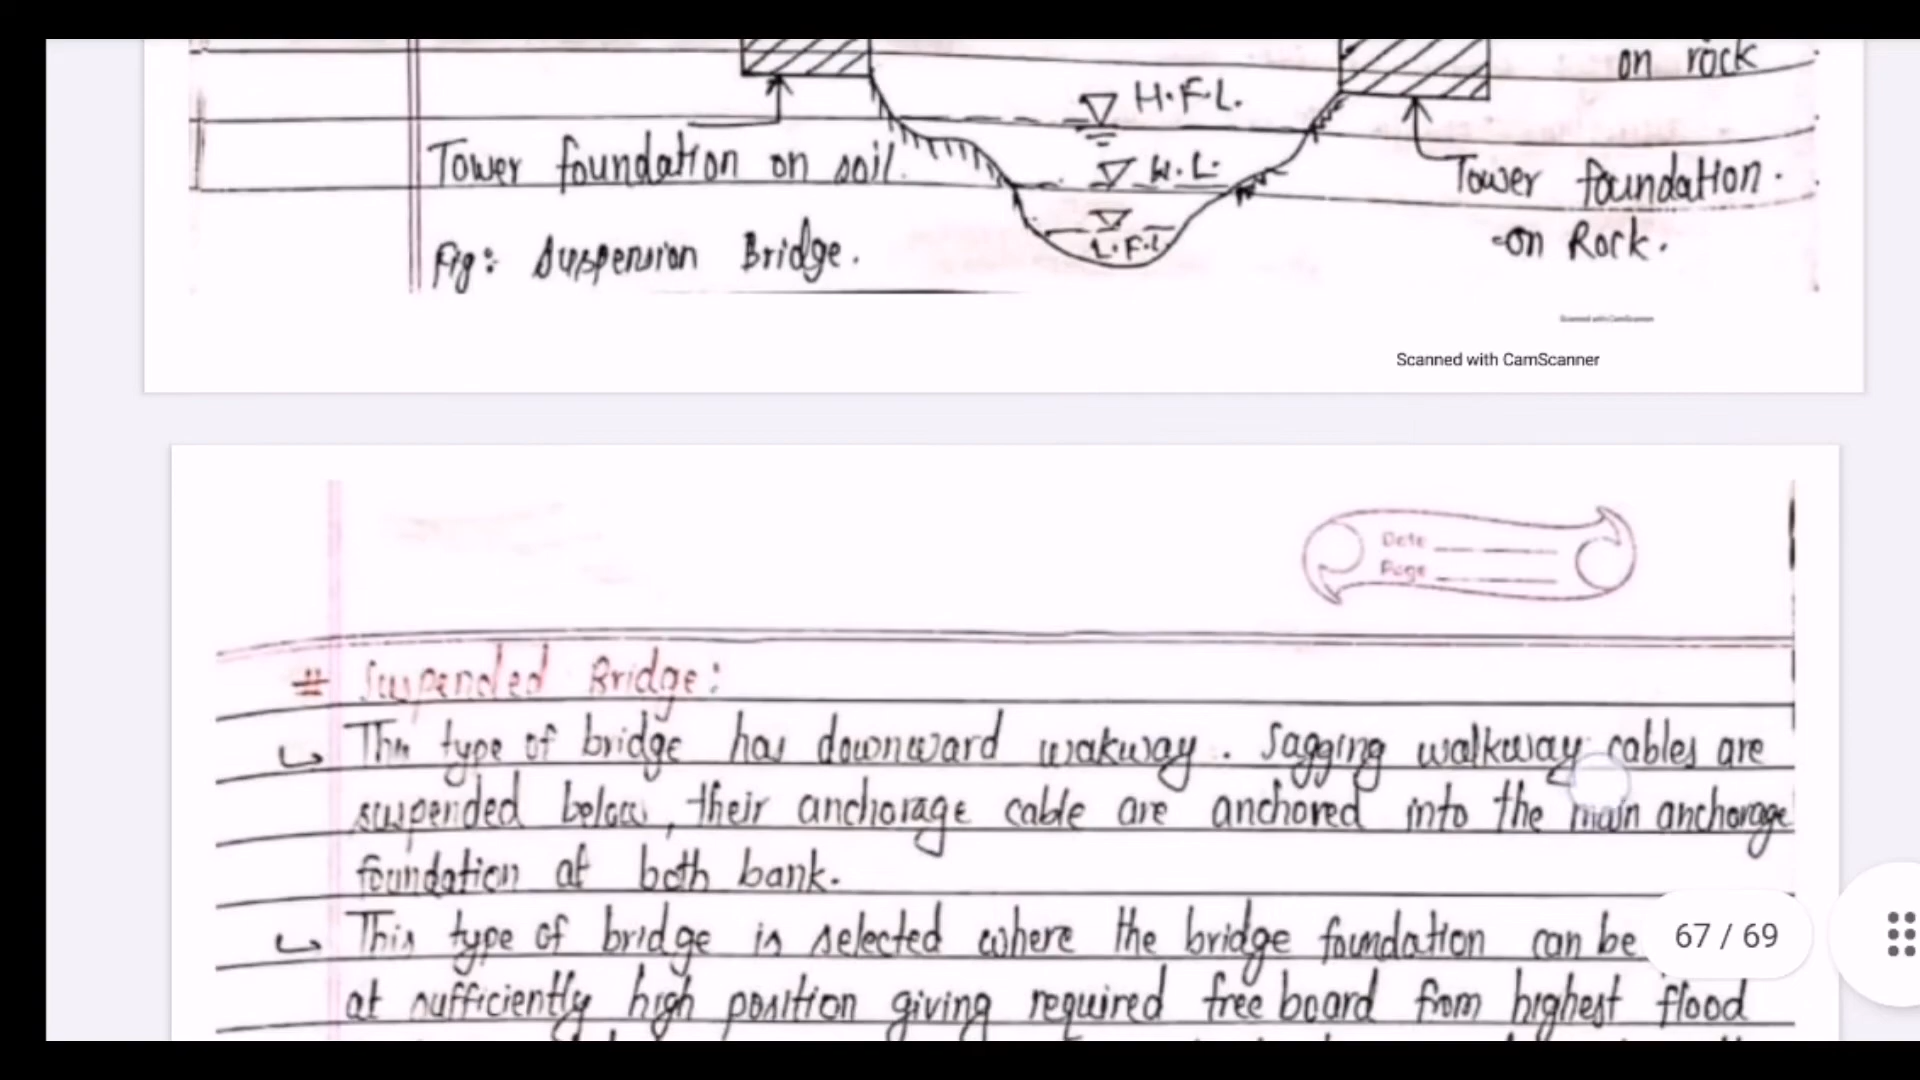 on rock
H.F.L.
Tower foundation on soil.
W.L.
Tower foundation.
on Rock.
L.F.L
Fig: Suspension Bridge.
Scanned with CamScanner
Scanned with CamScanner
Date
Page
# Suspended Bridge:
↳ This type of bridge has downward wakway. Sagging walkway cables are
suspended below, their anchorage cable are anchored into the main anchorage
foundation at both bank.
↳ This type of bridge is selected where the bridge foundation can be
67 / 69
at sufficiently high position giving required free board from highest flood